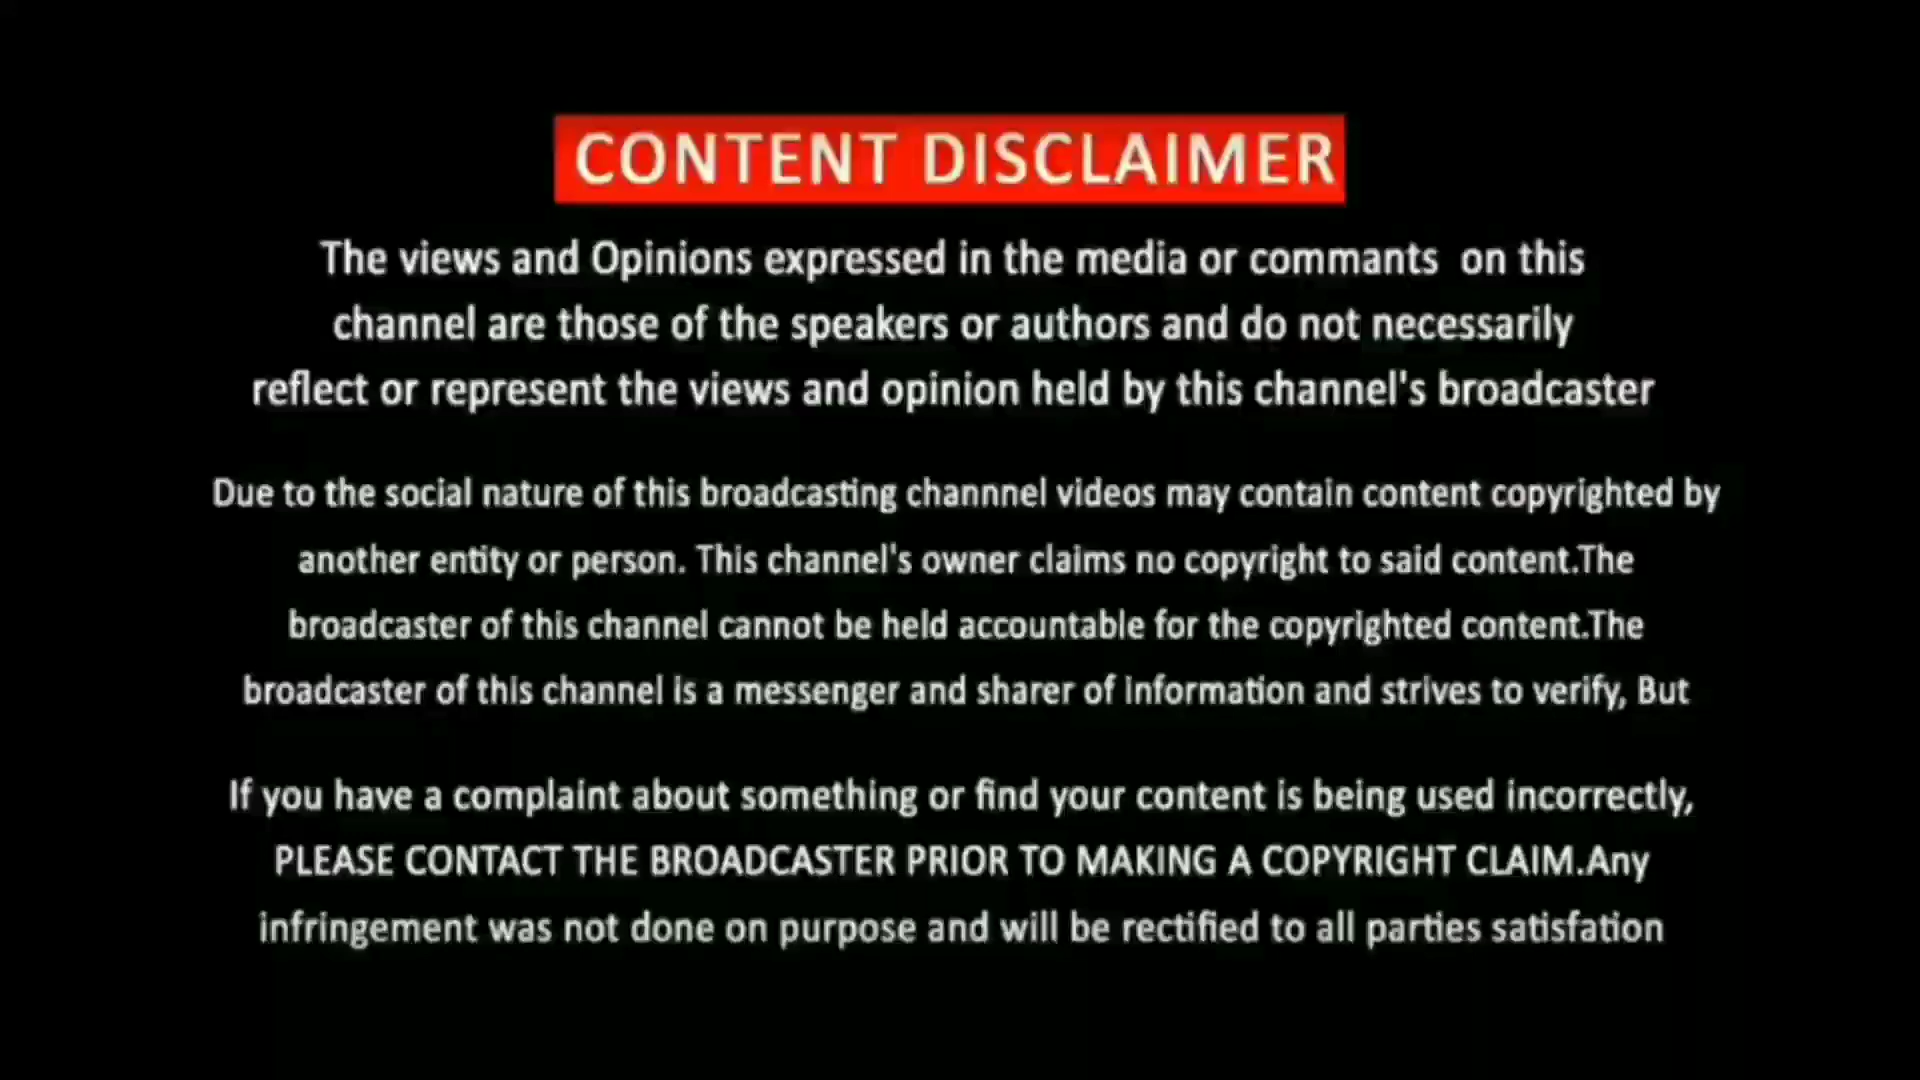 CONTENT DISCLAIMER
The views and Opinions expressed in the media or commants on this
channel are those of the speakers or authors and do not necessarily
reflect or represent the views and opinion held by this channel's broadcaster
Due to the social nature of this broadcasting channnel videos may contain content copyrighted by
another entity or person. This channel's owner claims no copyright to said content.The
broadcaster of this channel cannot be held accountable for the copyrighted content.The
broadcaster of this channel is a messenger and sharer of information and strives to verify, But
If you have a complaint about something or find your content is being used incorrectly,
PLEASE CONTACT THE BROADCASTER PRIOR TO MAKING A COPYRIGHT CLAIM.Any
infringement was not done on purpose and will be rectified to all parties satisfation